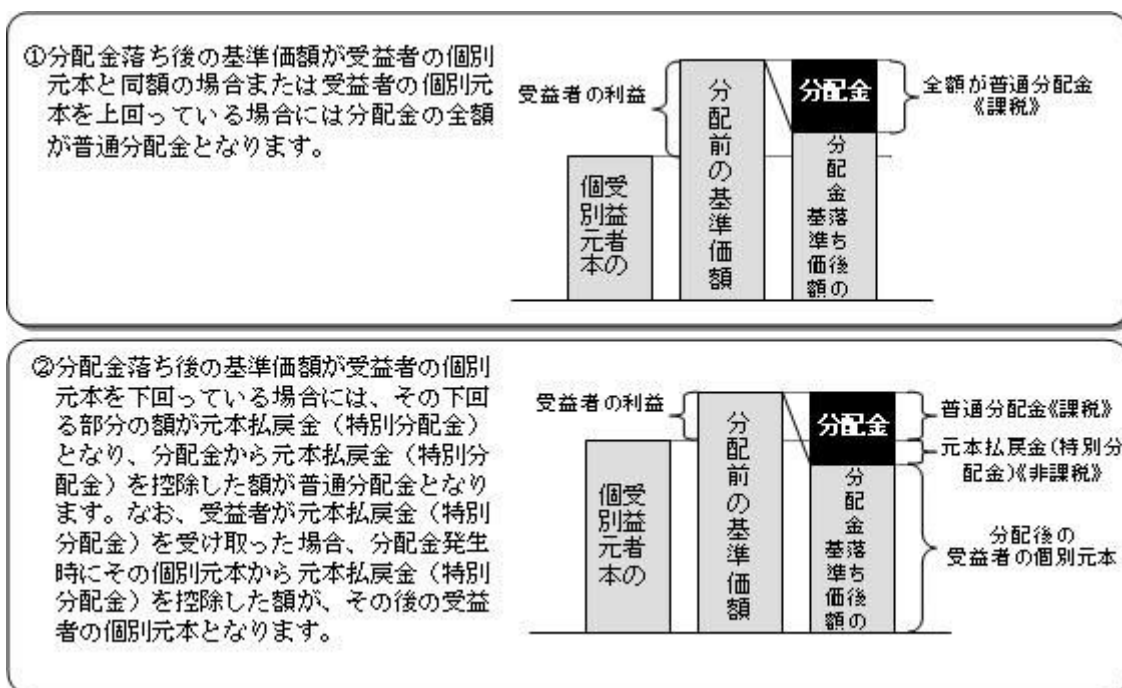 ①分配金落ち後の基準価額が受益者の個別
元本と同額の場合または受益者の個別元
本を上回っている場合には分配金の全額
が普通分配金となります。
受益者の利益
受益者の
個別元本
分配前の基準価額
分配金
分配金落ち後の
基準価額
全額が普通分配金
《課税》
②分配金落ち後の基準価額が受益者の個別
元本を下回っている場合には、その下回
る部分の額が元本払戻金(特別分配金)
となり、分配金から元本払戻金(特別分
配金)を控除した額が普通分配金となり
ます。なお、受益者が元本払戻金(特別
分配金)を受け取った場合、分配金発生
時にその個別元本から元本払戻金(特別
分配金)を控除した額が、その後の受益
者の個別元本となります。
受益者の利益
受益者の
個別元本
分配前の基準価額
分配金
分配金落ち後の
基準価額
普通分配金《課税》
元本払戻金(特別分
配金)《非課税》
分配後の
受益者の個別元本